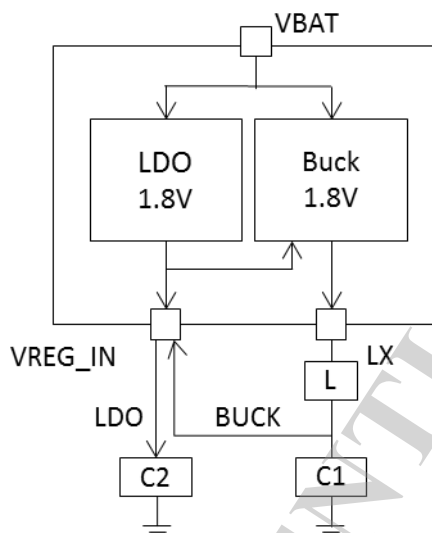 VBAT
LDO
1.8V
Buck
1.8V
VREG_IN
LX
L
LDO
BUCK
C2
C1